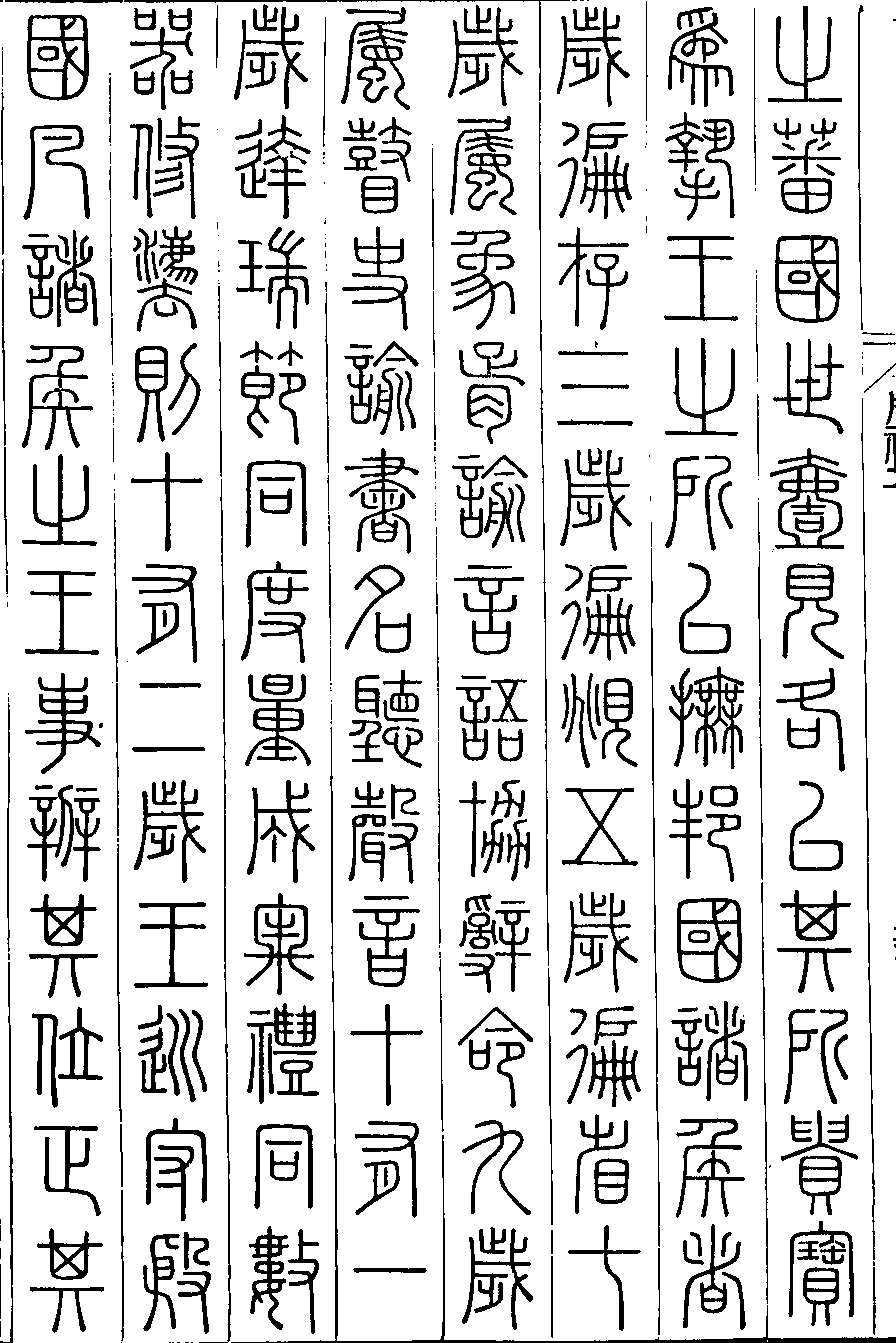 之蕃國世壹見各以其所貴寶
爲摯王之所以撫邦國諸侯者
歲徧存三歲徧覜五歲徧省七
歲屬象胥諭言語協辭命九歲
屬瞽史諭書名聽聲音十有一
歲達瑞節同度量成牢禮同數
器修灋則十有二歲王巡守殷
國凡諸侯之王事辨其位正其